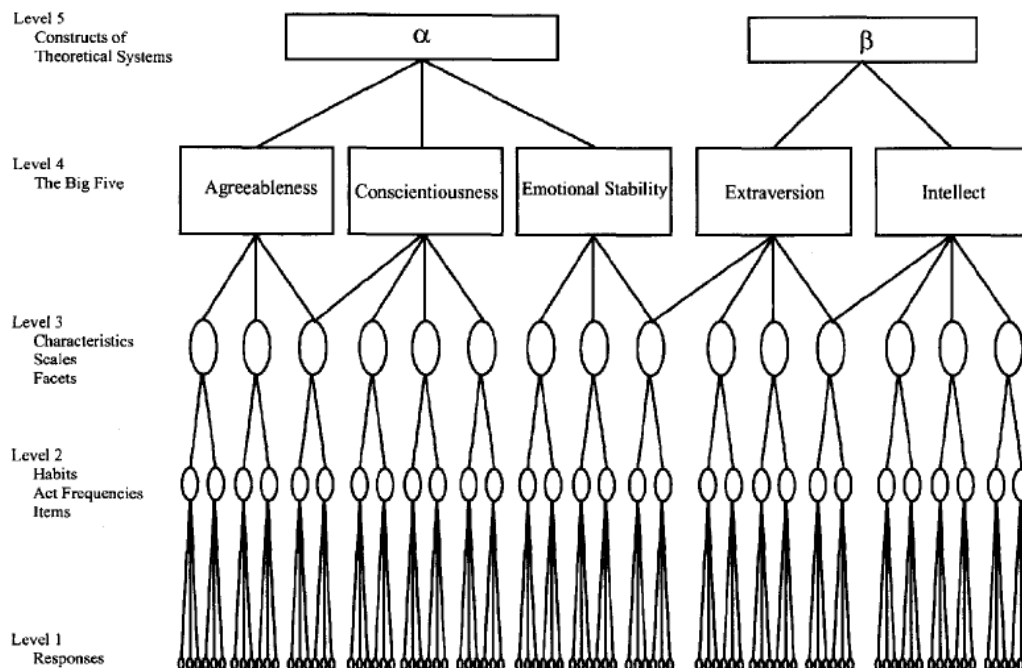 Level 5
Constructs of
Theoretical Systems
α
β
Level 4
The Big Five
Agreeableness
Conscientiousness
Emotional Stability
Extraversion
Intellect
Level 3
Characteristics
Scales
Facets
Level 2
Habits
Act Frequencies
Items
Level 1
Responses